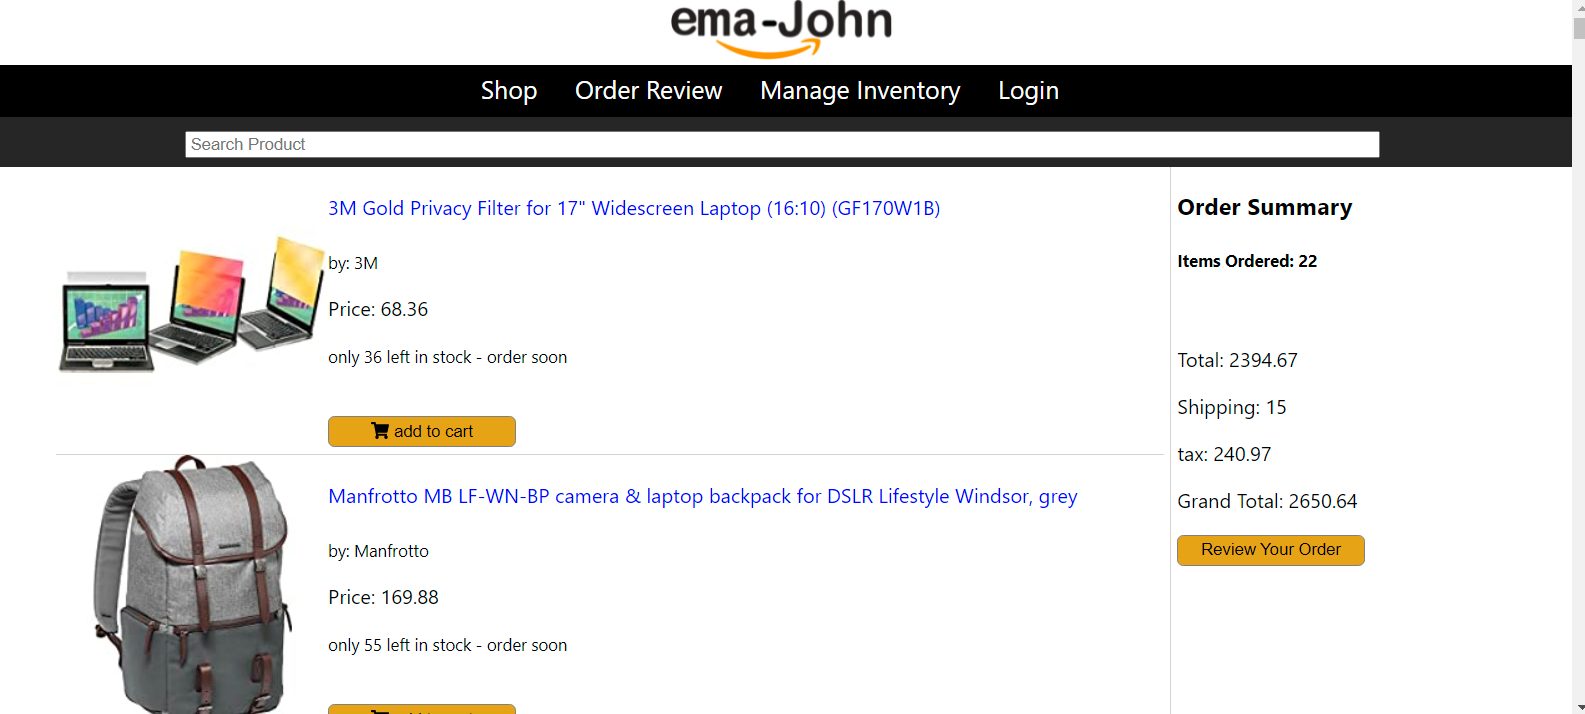 ema-John
Shop Order Review Manage Inventory Login
Search Product
3M Gold Privacy Filter for 17" Widescreen Laptop (16:10) (GF170W1B)
by: 3M
Price: 68.36
only 36 left in stock - order soon
add to cart
Manfrotto MB LF-WN-BP camera & laptop backpack for DSLR Lifestyle Windsor, grey
by: Manfrotto
Price: 169.88
only 55 left in stock - order soon
Order Summary
Items Ordered: 22
Total: 2394.67
Shipping: 15
tax: 240.97
Grand Total: 2650.64
Review Your Order